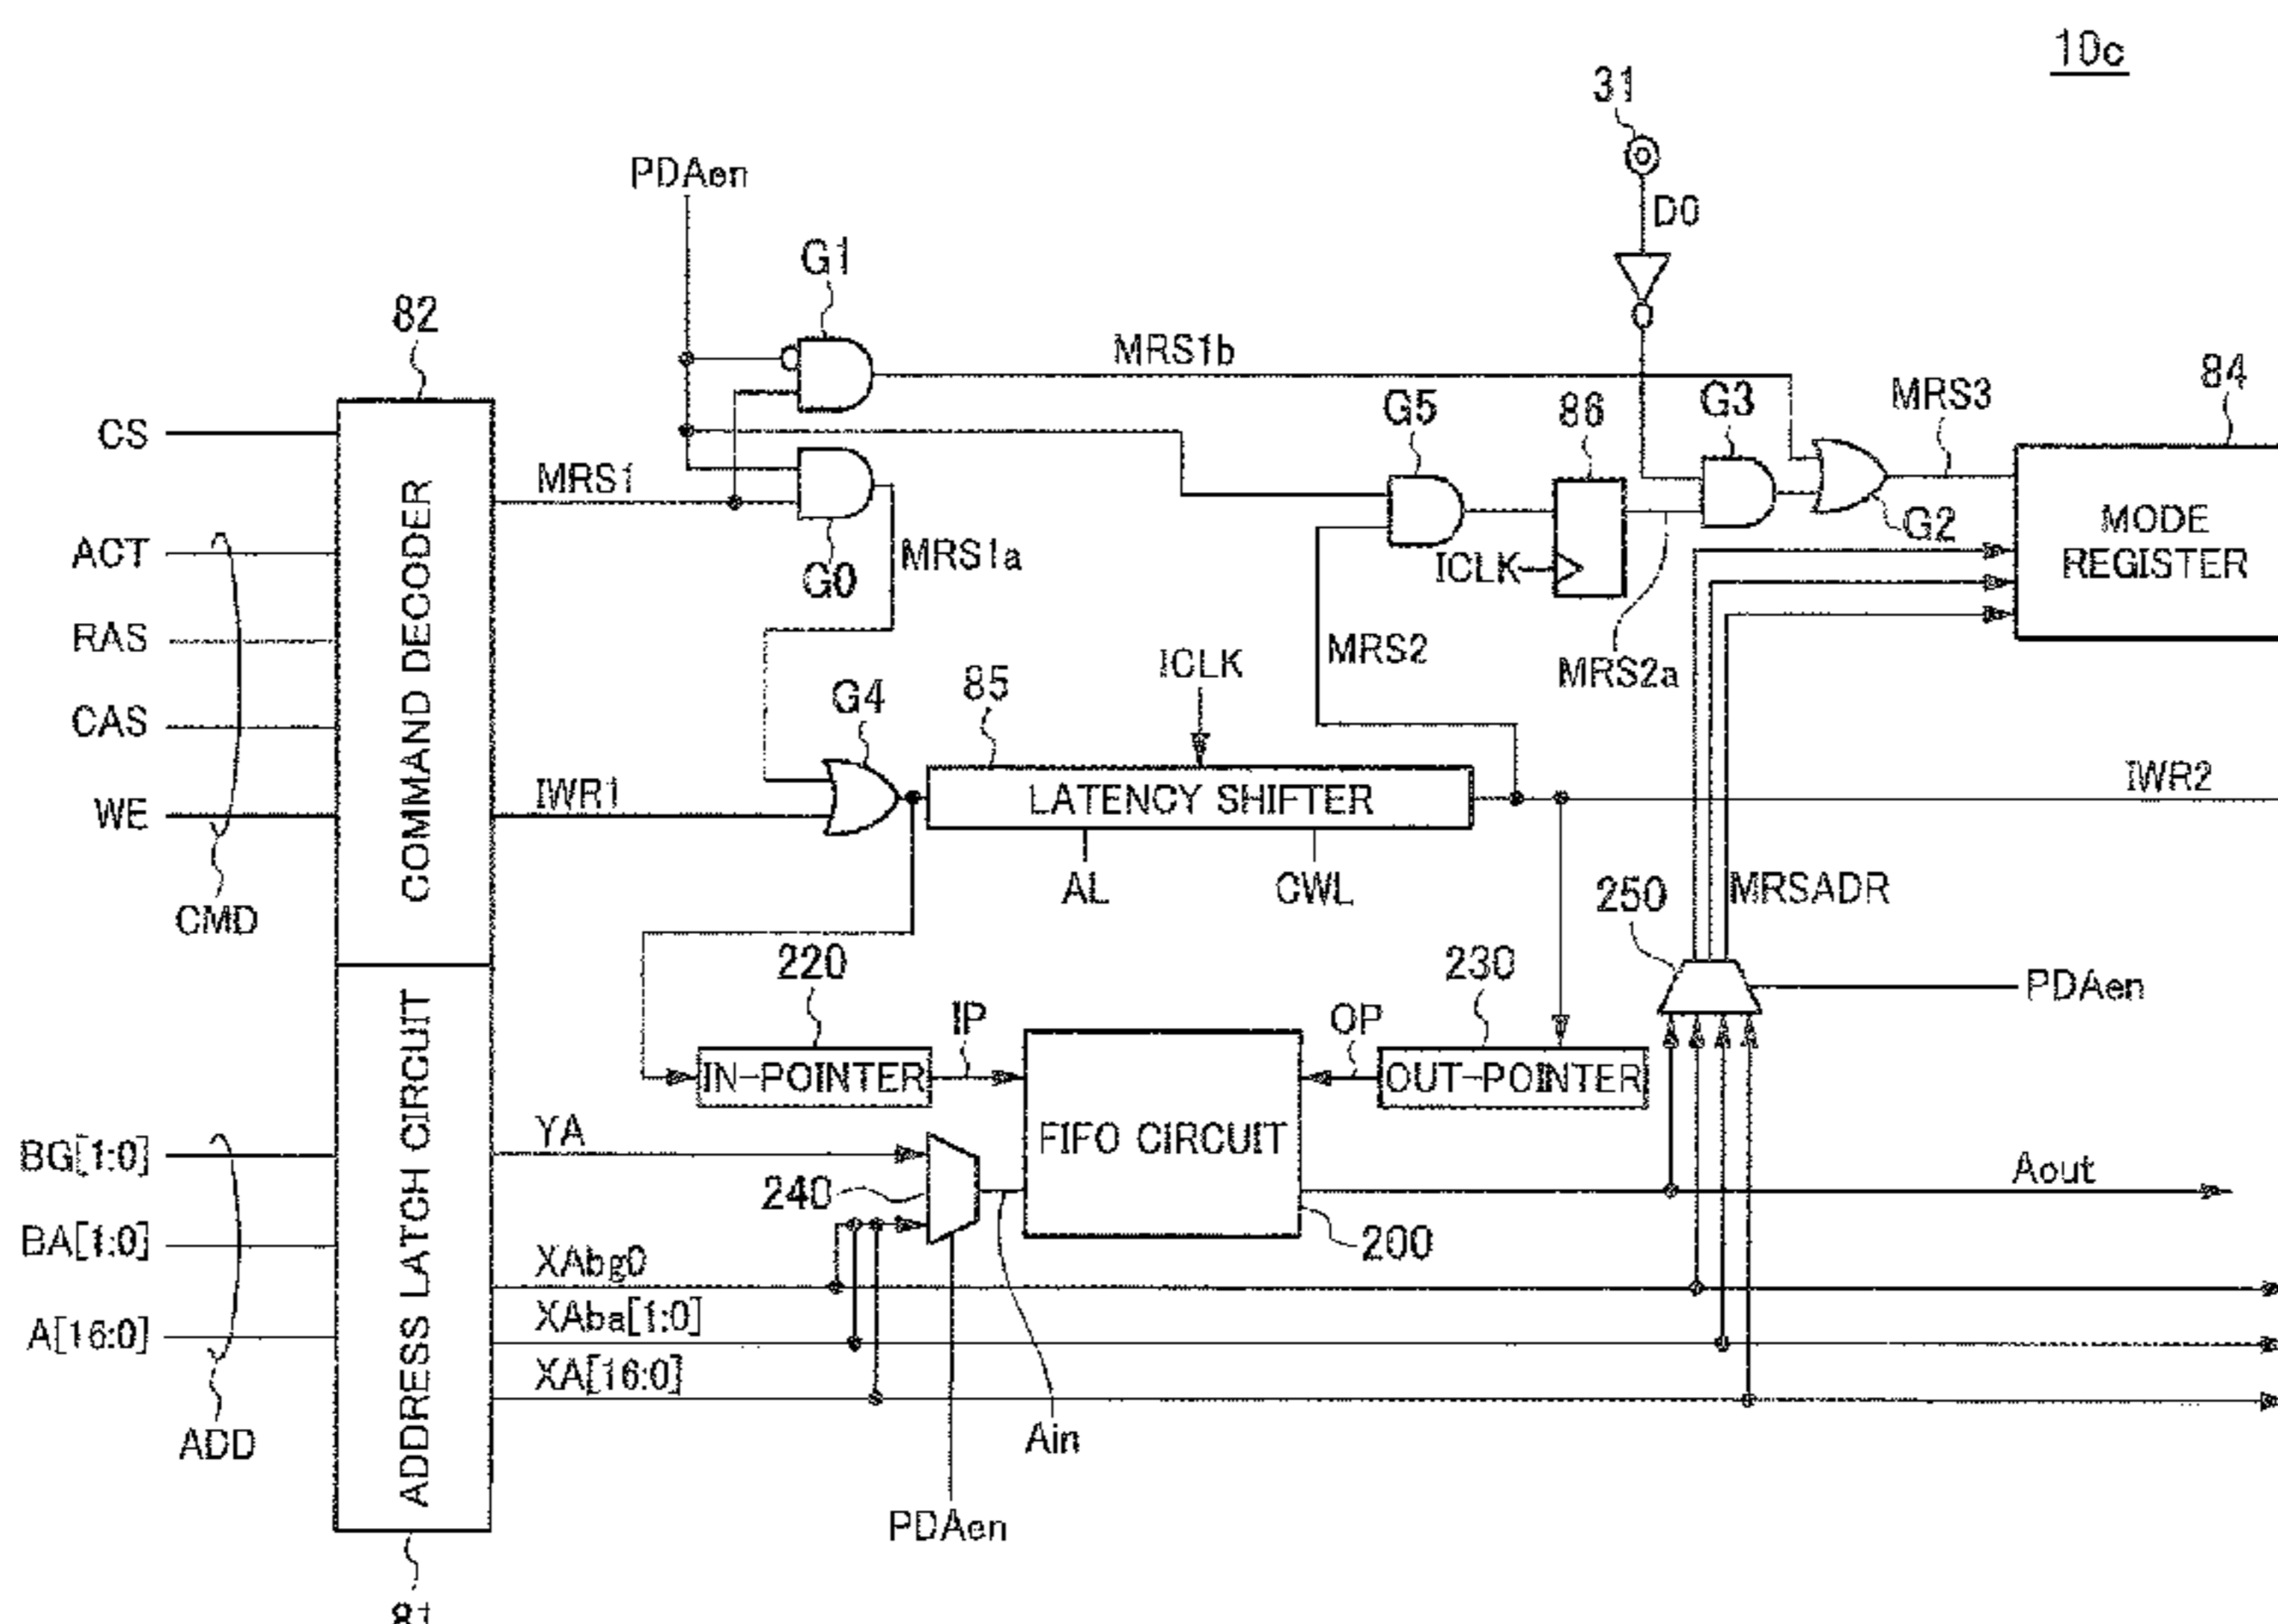 10c
31
PDAen
D0
G1
82
MRS1b
84
G5
86
G3
MRS3
CS
MRS1
COMMAND DECODER
MODE
REGISTER
G2
ACT
MRS1a
ICLK
G0
RAS
ICLK
MRS2
MRS2a
85
G4
CAS
WE
IWR1
LATENCY SHIFTER
IWR2
AL
CWL
CMD
250
MRSADR
220
230
PDAen
IP
OP
IN-POINTER
OUT-POINTER
ADDRESS LATCH CIRCUIT
YA
FIFO CIRCUIT
BG[1:0]
240
Aout
BA[1:0]
200
XAbg0
XAba[1:0]
A[16:0]
XA[16:0]
ADD
Ain
PDAen
81